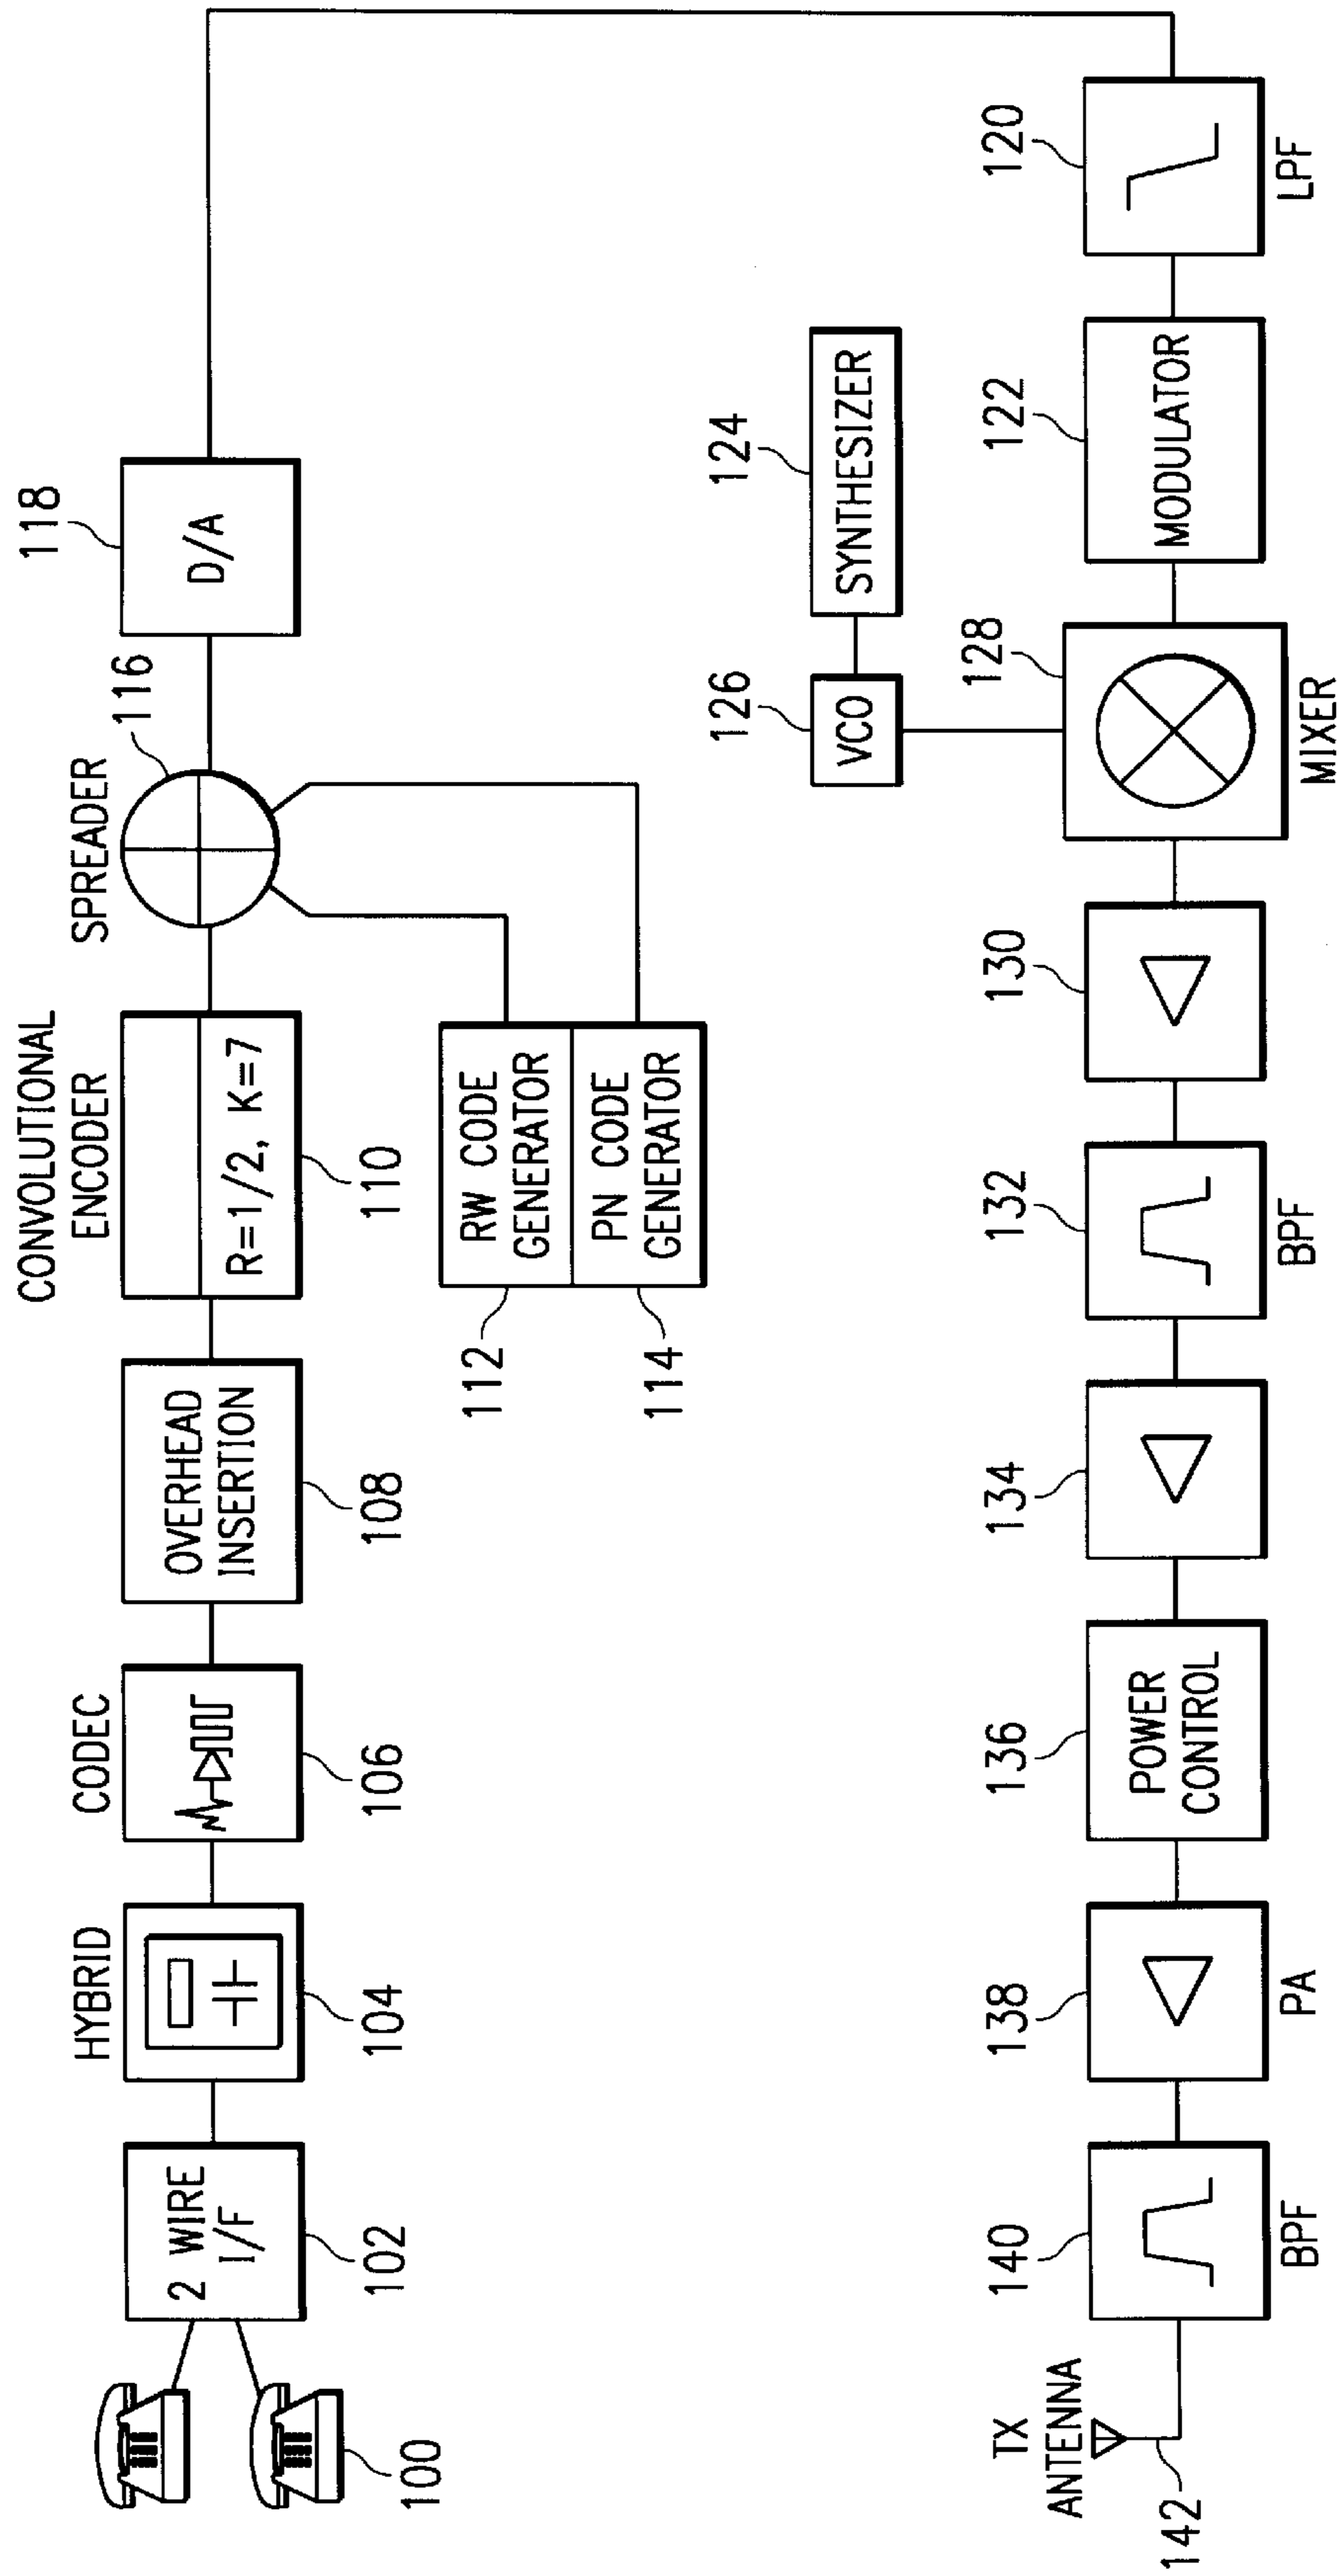 100
2 WIRE
I/F
102
HYBRID
104
CODEC
106
OVERHEAD
INSERTION
108
CONVOLUTIONAL
ENCODER
R=1/2, K=7
110
RW CODE
GENERATOR
112
PN CODE
GENERATOR
114
SPREADER
116
118
D/A
120
LPF
122
MODULATOR
124
SYNTHESIZER
126
VCO
128
MIXER
130
132
BPF
134
136
POWER
CONTROL
138
PA
140
BPF
TX
ANTENNA
142